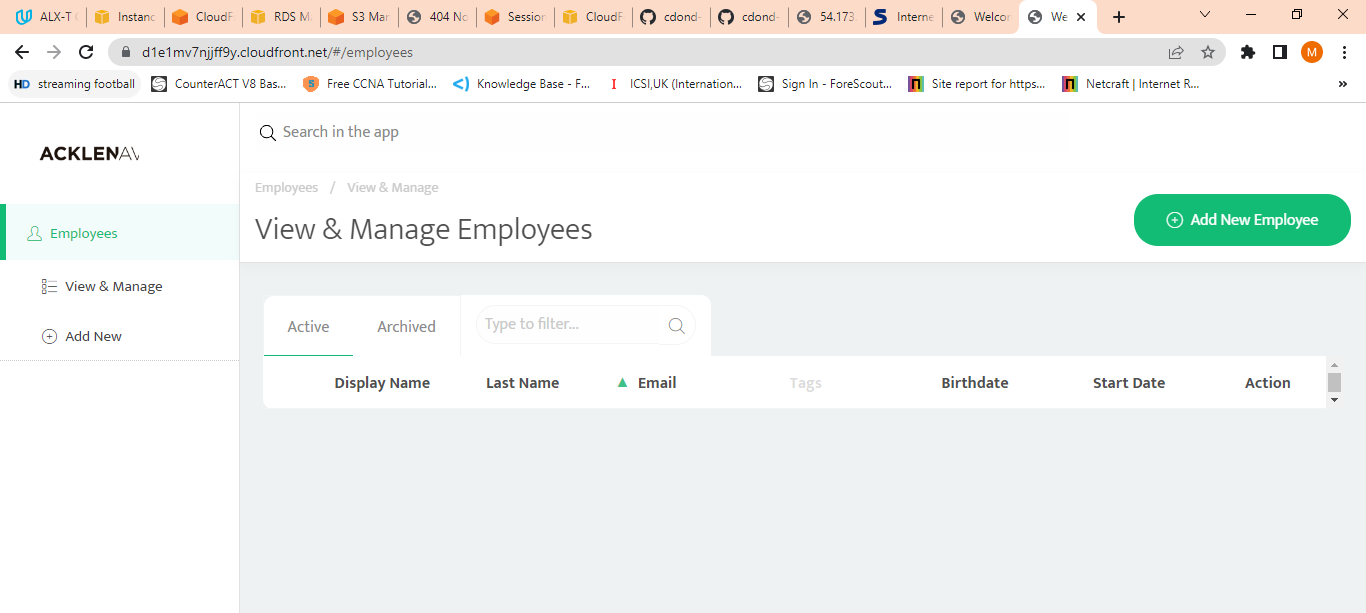 ALX-T
Instanc
CloudF
RDS M
S3 Mar
404 No
Session
CloudF
cdond-
cdond-
54.173.
Interne
Welcom
We
d1e1mv7njjff9y.cloudfront.net/#/employees
M
HD streaming football
CounterACT V8 Bas...
Free CCNA Tutorial...
Knowledge Base - F...
I ICSI,UK (Internation...
Sign In - ForeScout...
Site report for https...
Netcraft | Internet R...
»
ACKLENAV
Search in the app
Employees / View & Manage
View & Manage Employees
Add New Employee
Employees
View & Manage
Add New
Active
Archived
Type to filter...
Display Name
Last Name
Email
Tags
Birthdate
Start Date
Action